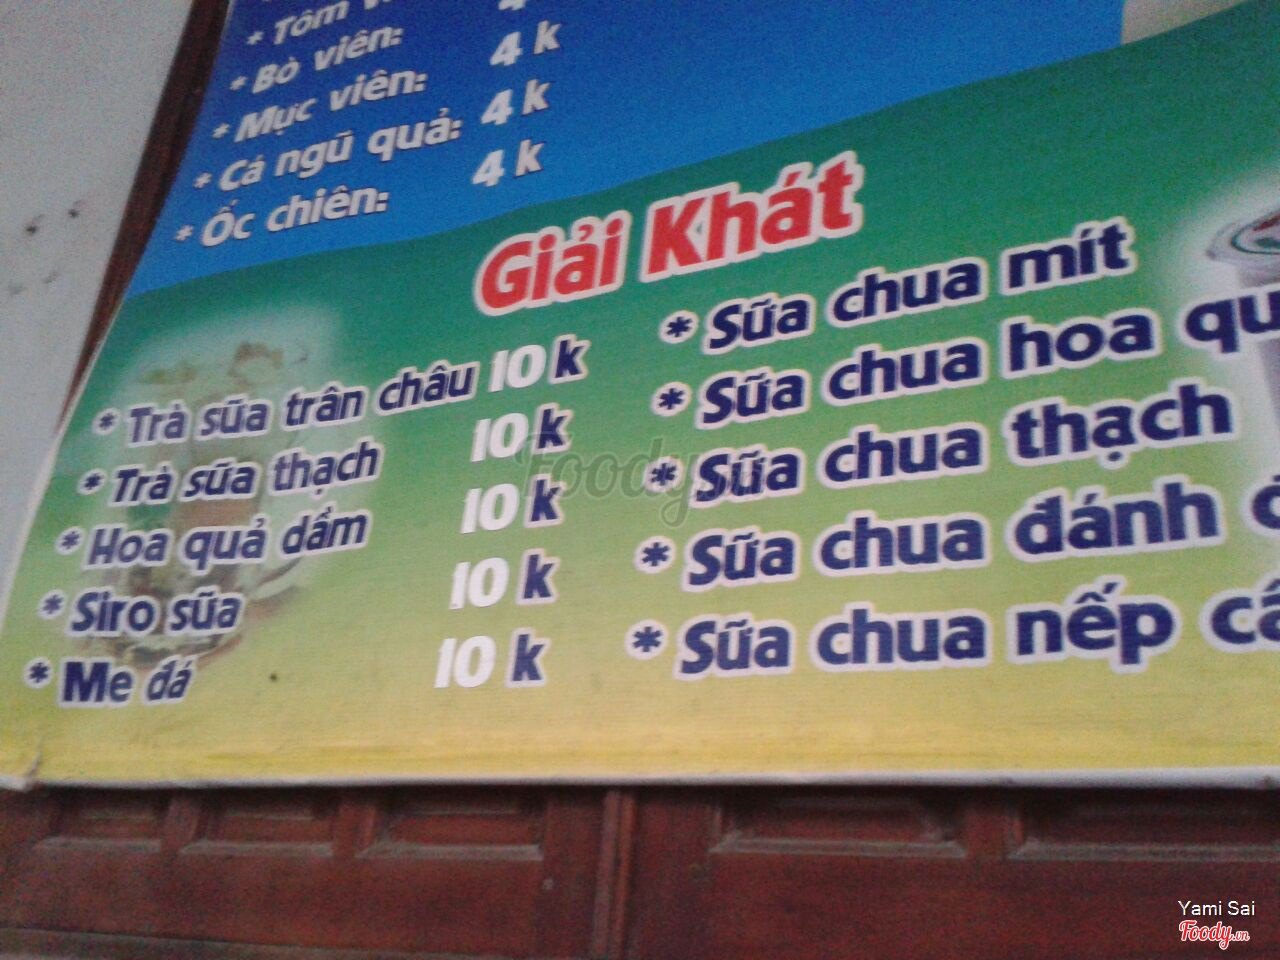 * Tôm
* Bò viên:
* Mực viên: 4 k
* Cá ngũ quả: 4 k
* Ốc chiên: 4 k
Giải Khát
* Trà sữa trân châu 10 k
* Trà sữa thạch 10 k
* Hoa quả dầm 10 k
* Siro sữa 10 k
* Me đá 10 k
* Sữa chua mít
* Sữa chua hoa
* Sữa chua thạch
* Sữa chua đánh
* Sữa chua nếp
Foody
Yami Sai
Foody.vn